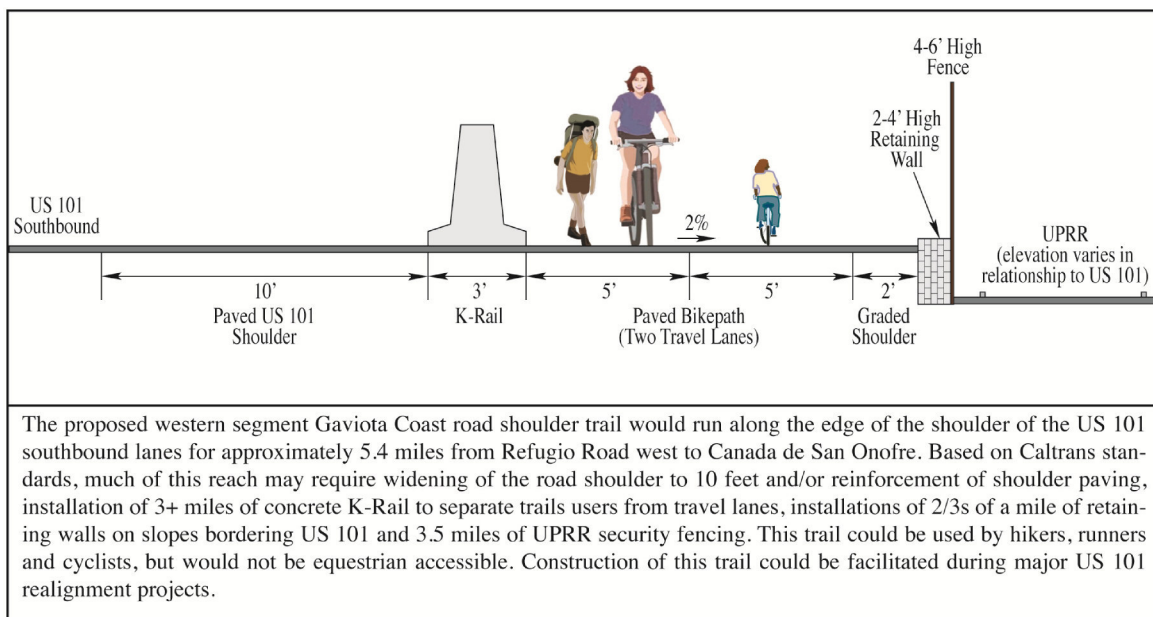 4-6’ High
Fence
2-4’ High
Retaining
Wall
US 101
Southbound
2%
UPRR
(elevation varies in
relationship to US 101)
10’
3’
5’
5’
2’
Paved US 101
Shoulder
K-Rail
Paved Bikepath
(Two Travel Lanes)
Graded
Shoulder
The proposed western segment Gaviota Coast road shoulder trail would run along the edge of the shoulder of the US 101
southbound lanes for approximately 5.4 miles from Refugio Road west to Canada de San Onofre. Based on Caltrans stan-
dards, much of this reach may require widening of the road shoulder to 10 feet and/or reinforcement of shoulder paving,
installation of 3+ miles of concrete K-Rail to separate trails users from travel lanes, installations of 2/3s of a mile of retain-
ing walls on slopes bordering US 101 and 3.5 miles of UPRR security fencing. This trail could be used by hikers, runners
and cyclists, but would not be equestrian accessible. Construction of this trail could be facilitated during major US 101
realignment projects.